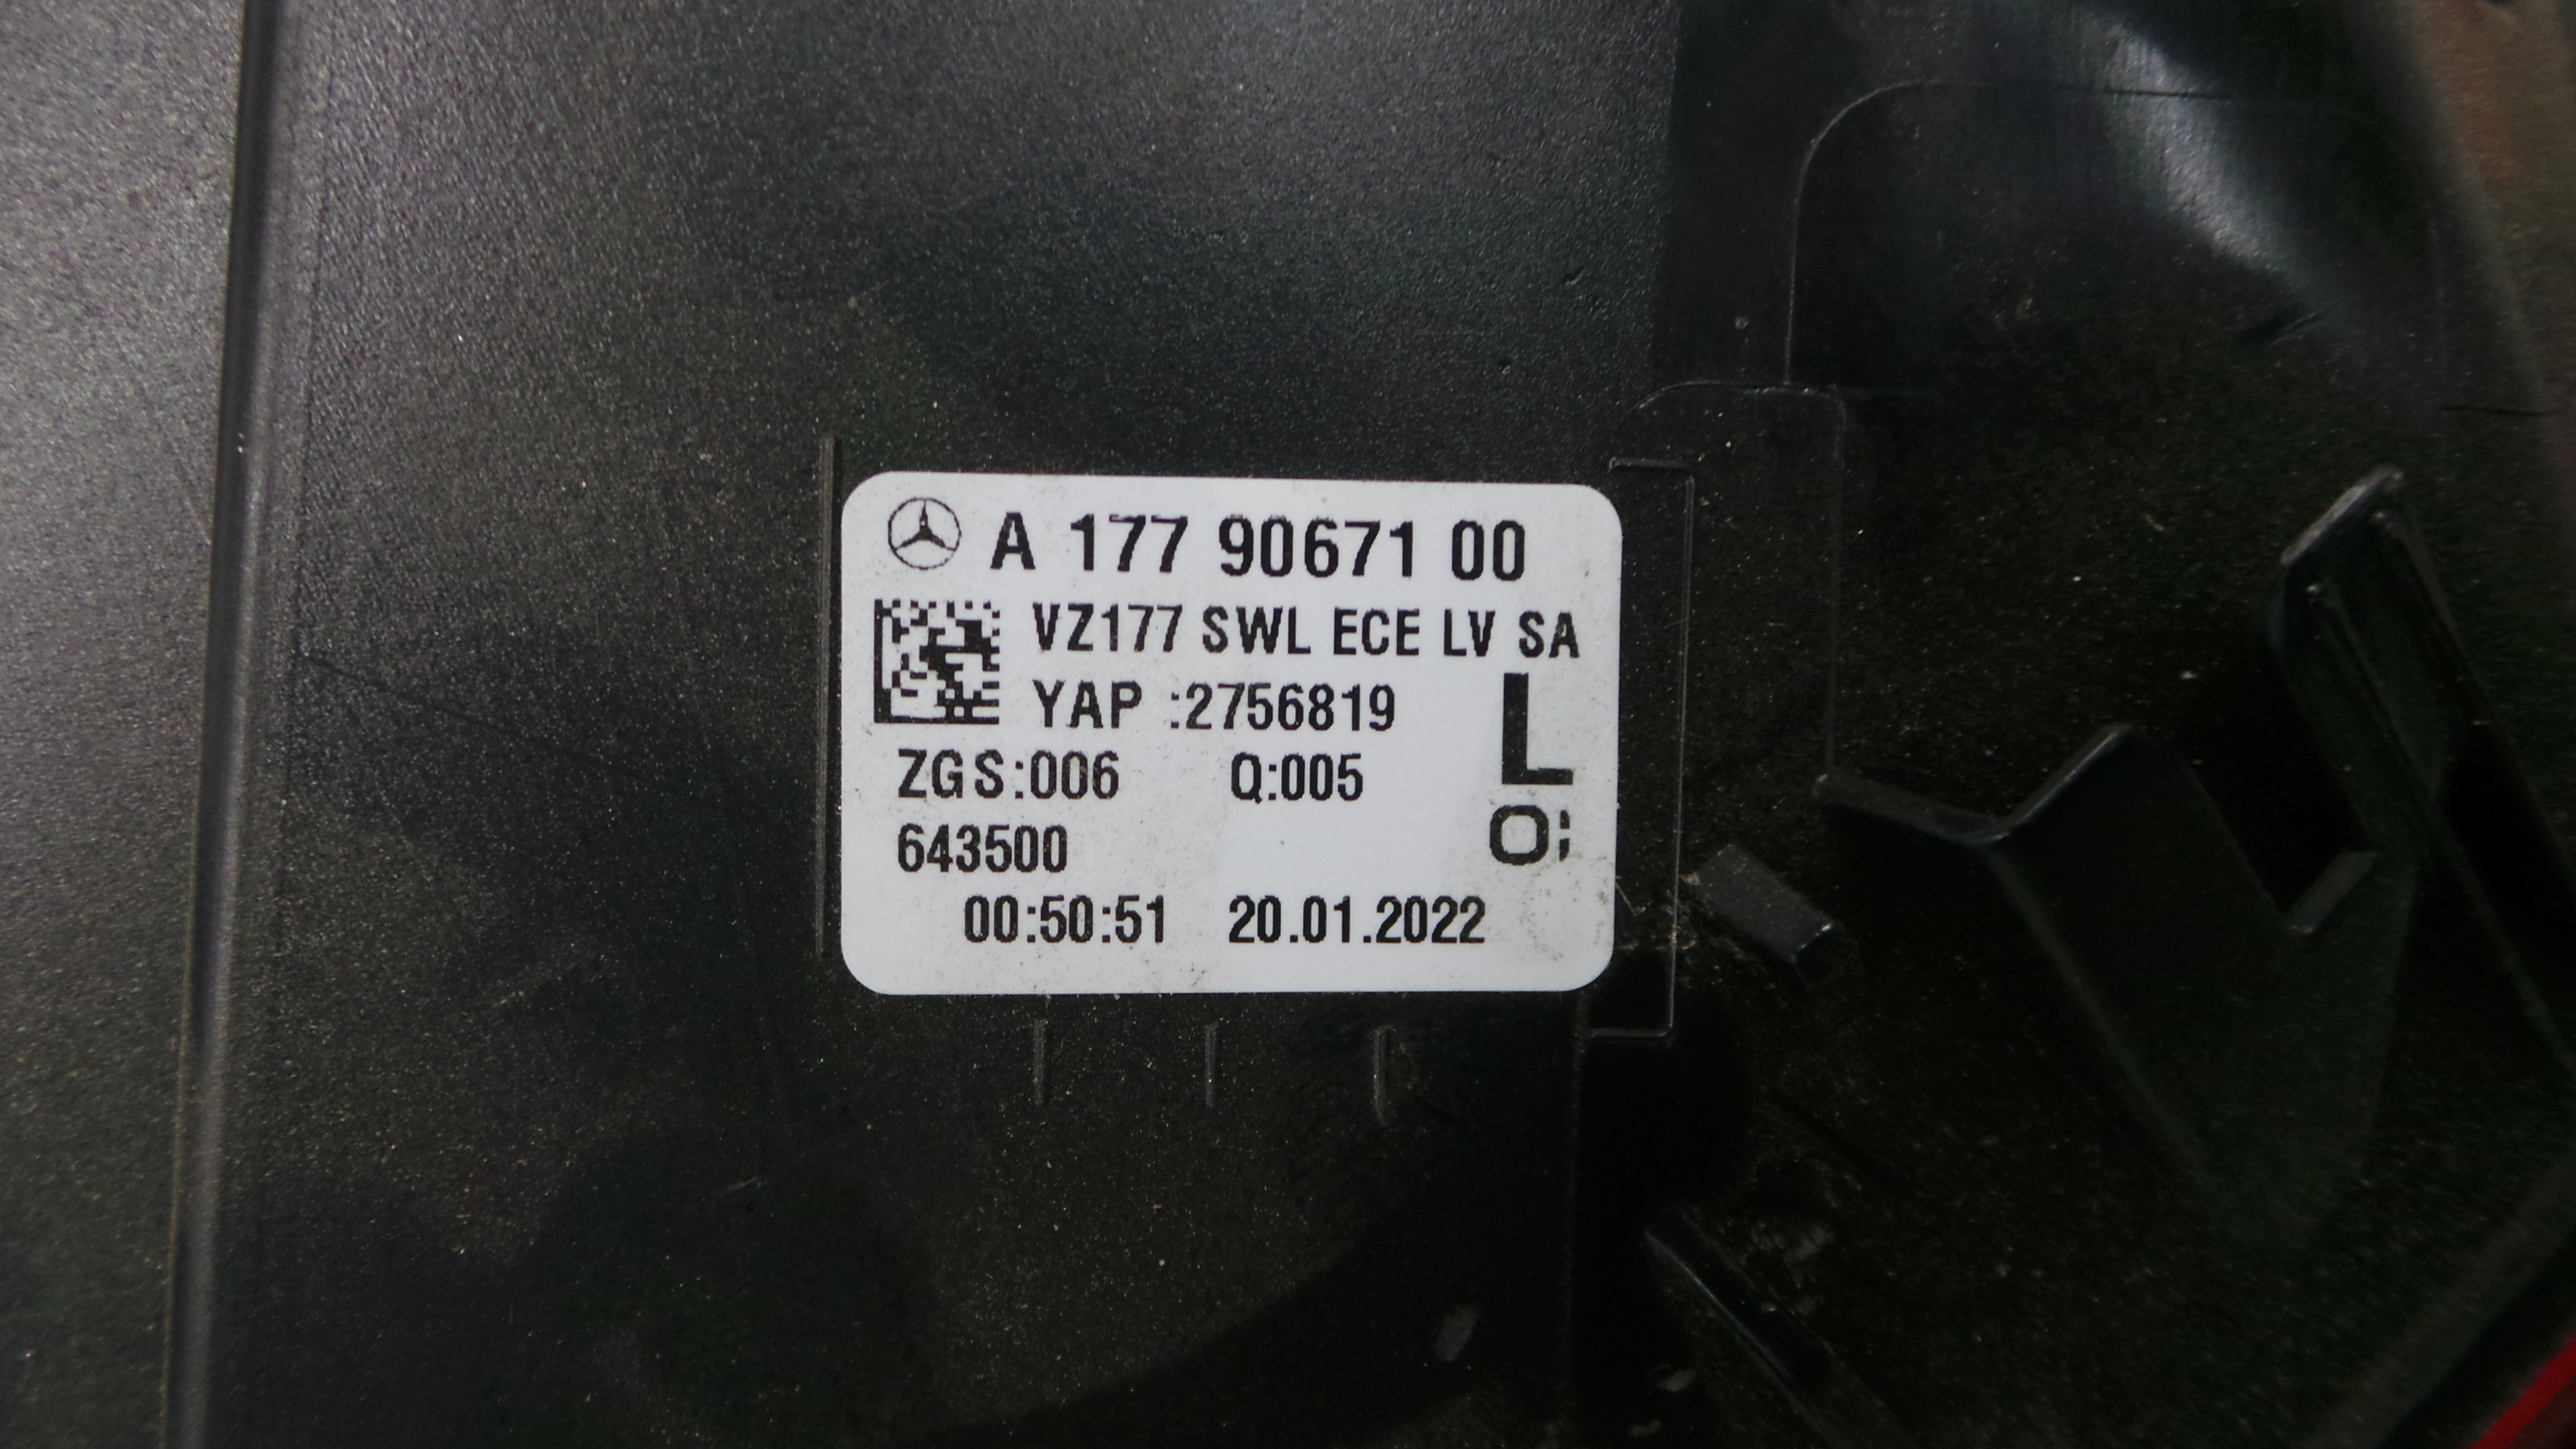 A 177 90671 00
VZ177 SWL ECE LV SA
YAP :2756819
L
ZGS:006 Q:005
643500
O;
00:50:51 20.01.2022